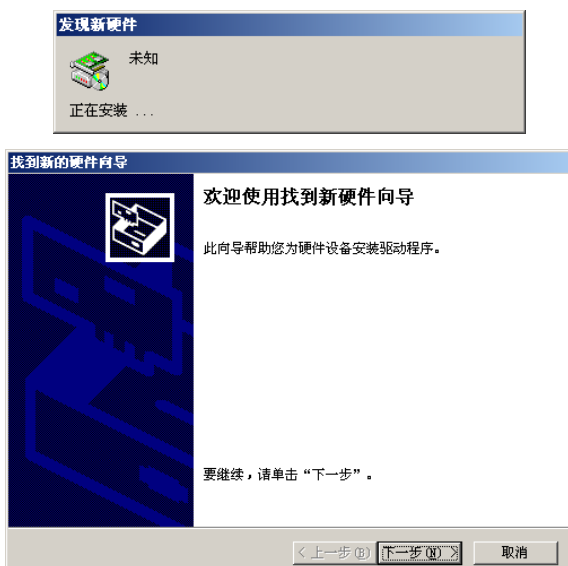 发现新硬件
未知
正在安装 ...
找到新的硬件向导
欢迎使用找到新硬件向导
此向导帮助您为硬件设备安装驱动程序。
要继续，请单击“下一步”。
< 上一步(B)
下一步(N) >
取消